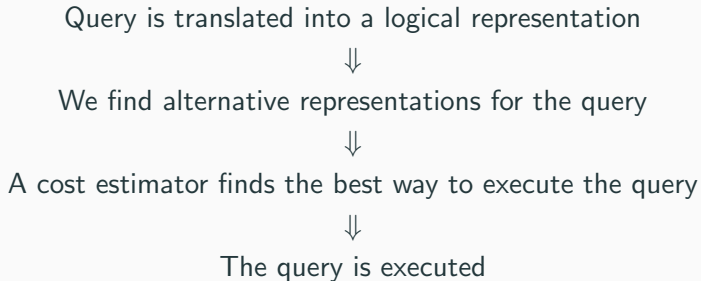 Query is translated into a logical representation
⇓
We find alternative representations for the query
⇓
A cost estimator finds the best way to execute the query
⇓
The query is executed